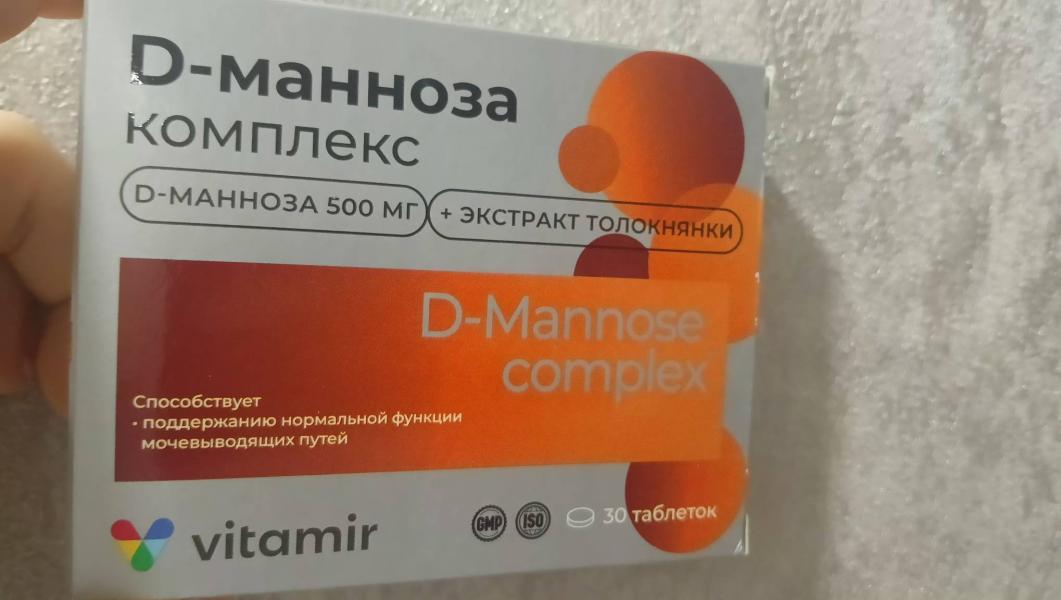 D-манноза
комплекс
D-МАННОЗА 500 МГ
+ ЭКСТРАКТ ТОЛОКНЯНКИ
D-Mannose
complex
Способствует
• поддержанию нормальной функции
мочевыводящих путей
vitamir
GMP
ISO
30 таблеток